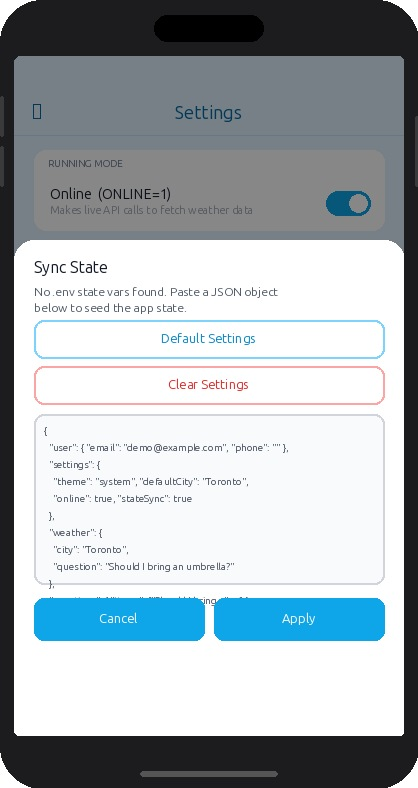 Settings
RUNNING MODE
Online (ONLINE=1)
Makes live API calls to fetch weather data
Sync State
No .env state vars found. Paste a JSON object
below to seed the app state.
Default Settings
Clear Settings
{
"user": { "email": "demo@example.com", "phone": "" },
"settings": {
"theme": "system", "defaultCity": "Toronto",
"online": true, "stateSync": true
},
"weather": {
"city": "Toronto",
"question": "Should I bring an umbrella?"
},
Cancel
Apply